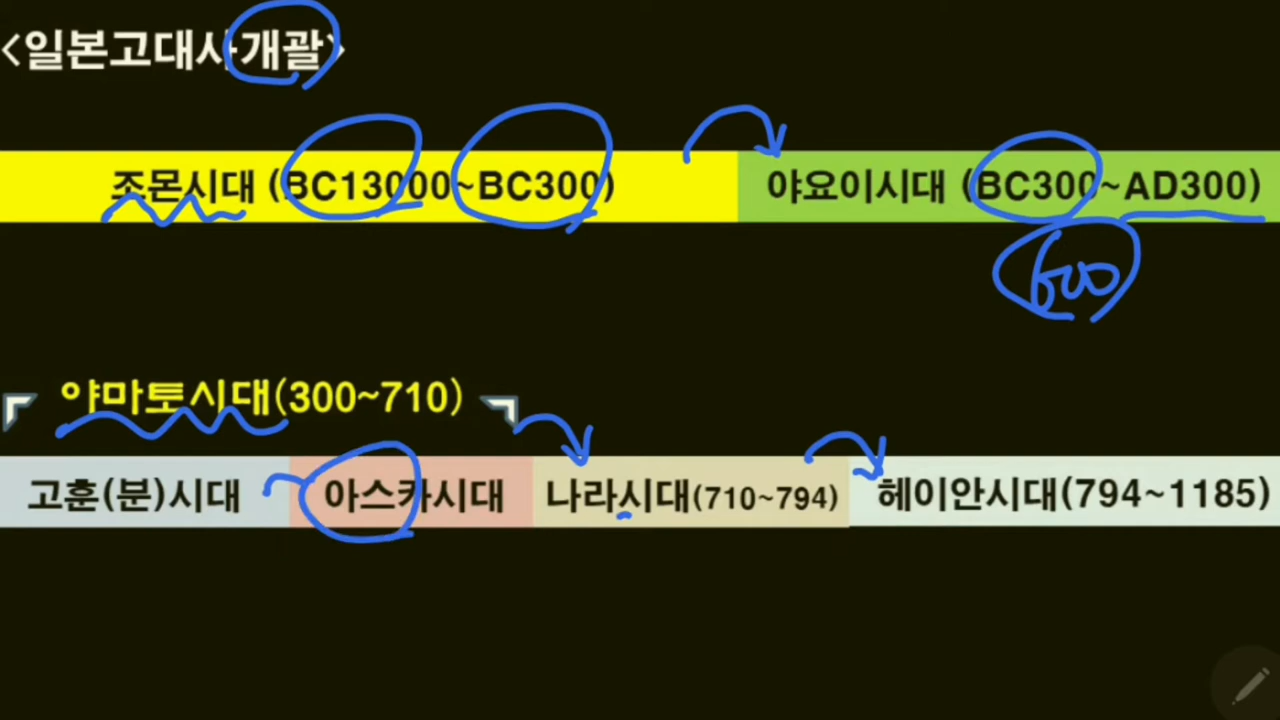 <일본고대사개괄>
조몬시대 (BC13000~BC300) 야요이시대 (BC300~AD300)
600
야마토시대(300~710)
고훈(분)시대 아스카시대 나라시대(710~794) 헤이안시대(794~1185)